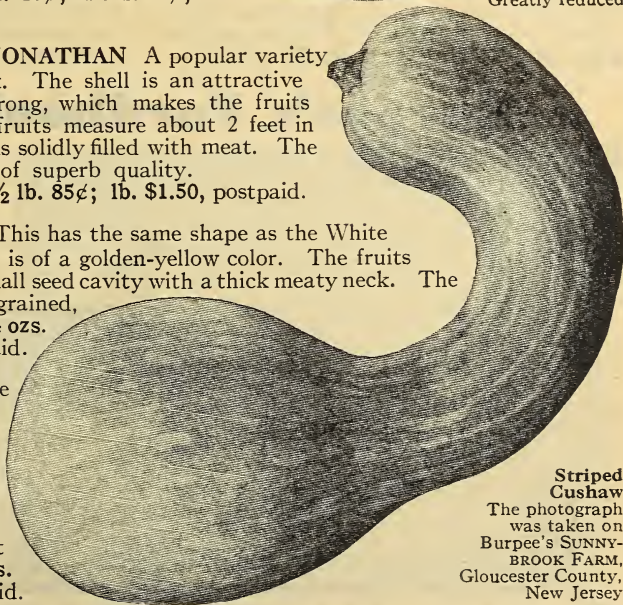 Greatly reduced
JONATHAN A popular variety
The shell is an attractive
rong, which makes the fruits
fruits measure about 2 feet in
s solidly filled with meat. The
of superb quality.
½ lb. 85¢; lb. $1.50, postpaid.
This has the same shape as the White
is of a golden-yellow color. The fruits
all seed cavity with a thick meaty neck. The
grained,
ozs.
id.
e
t
s.
id.
Striped
Cushaw
The photograph
was taken on
Burpee's SUNNY-
BROOK FARM,
Gloucester County,
New Jersey